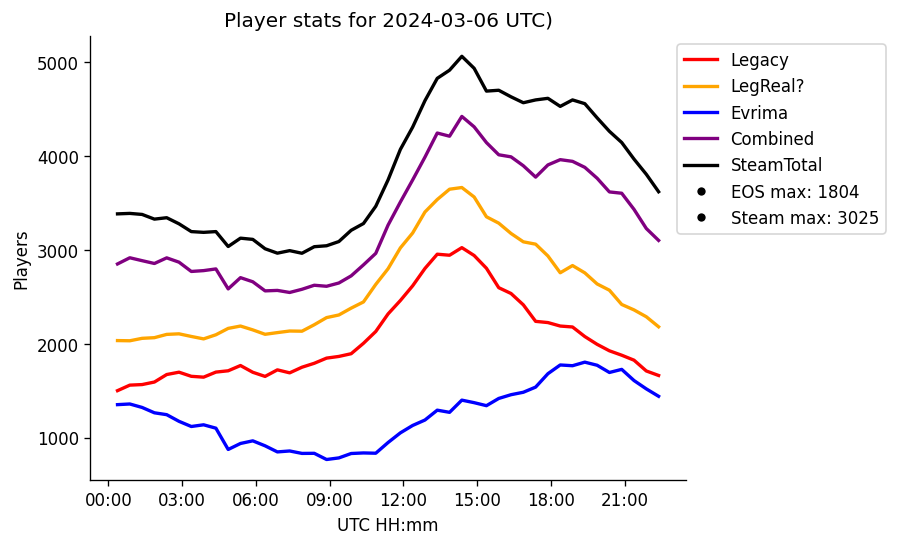 Player stats for 2024-03-06 UTC)
Players
5000
4000
3000
2000
1000
00:00 03:00 06:00 09:00 12:00 15:00 18:00 21:00
UTC HH:mm
Legacy
LegReal?
Evrima
Combined
SteamTotal
EOS max: 1804
Steam max: 3025